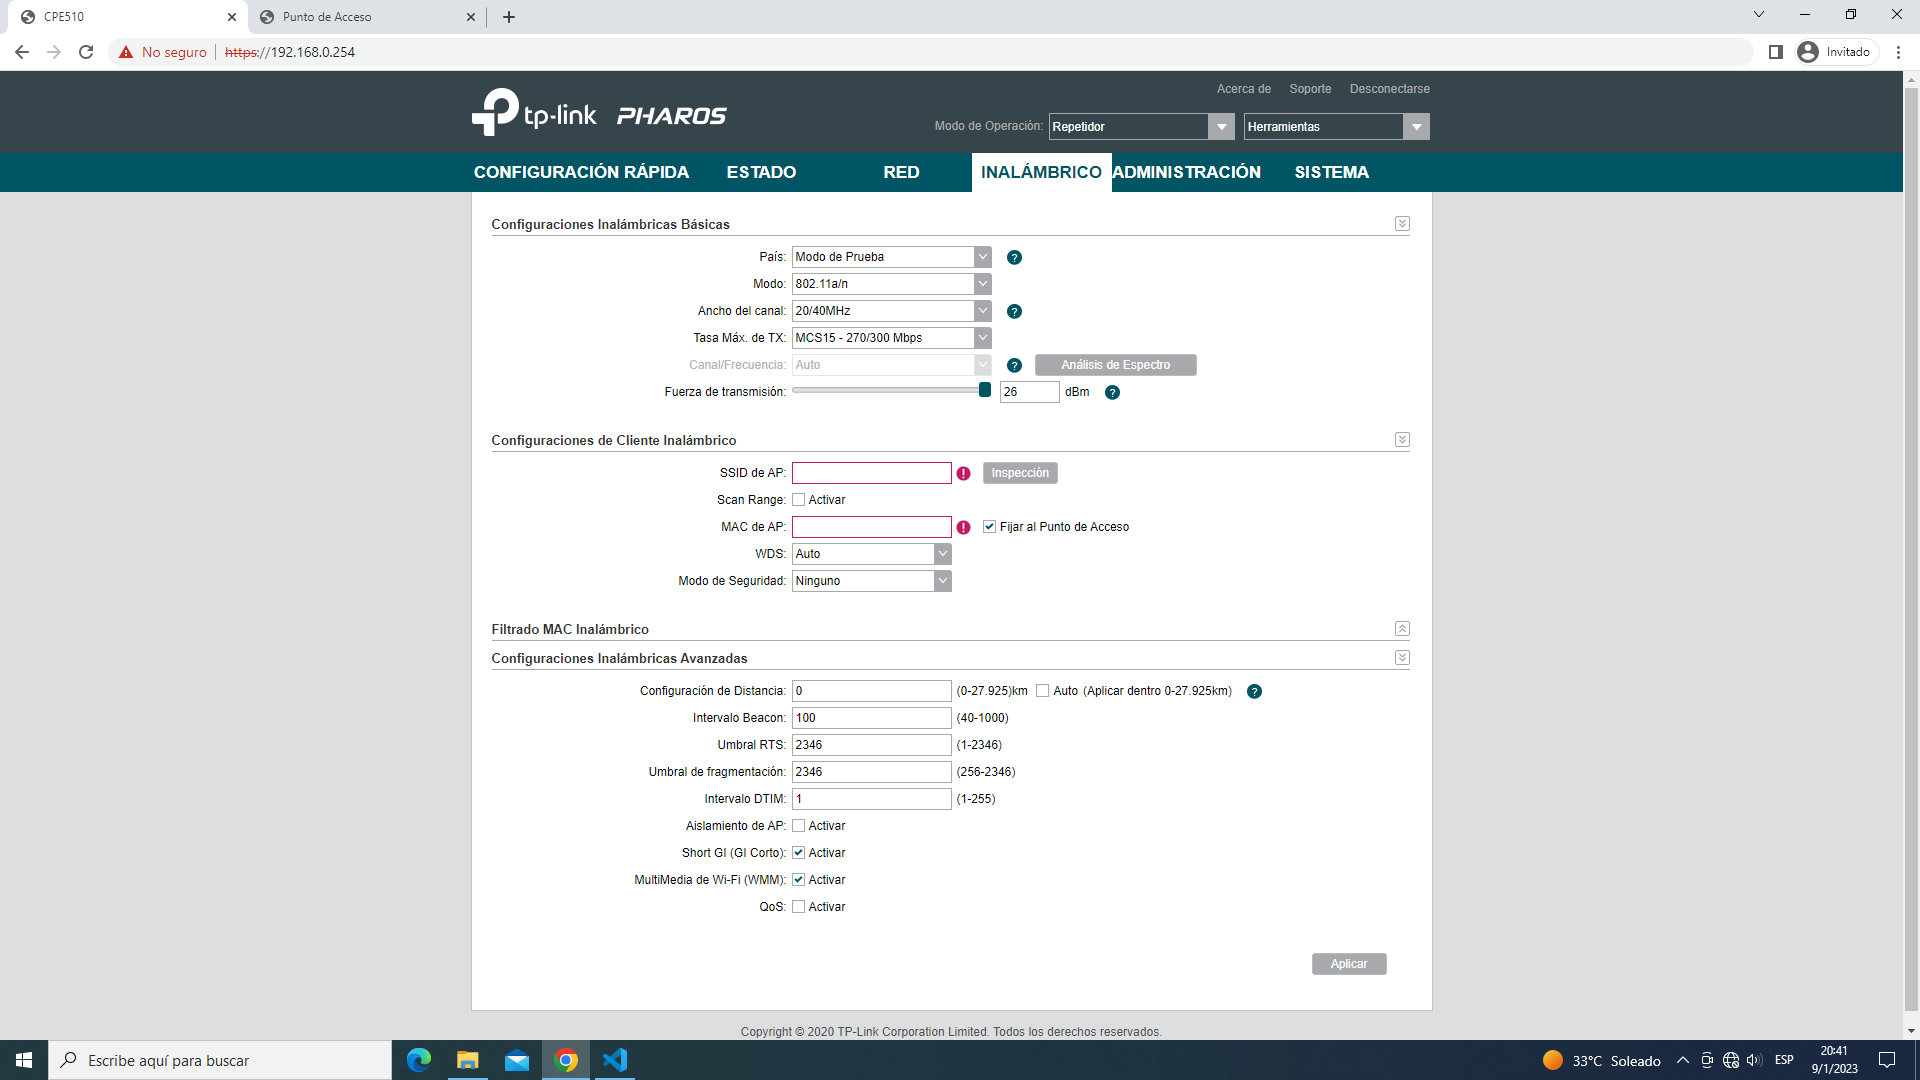 CPE510
Punto de Acceso
No seguro https://192.168.0.254
Invitado
Acerca de Soporte Desconectarse
tp-link PHAROS
Modo de Operación: Repetidor Herramientas
CONFIGURACIÓN RÁPIDA ESTADO RED INALÁMBRICO ADMINISTRACIÓN SISTEMA
Configuraciones Inalámbricas Básicas
País: Modo de Prueba ?
Modo: 802.11a/n
Ancho del canal: 20/40MHz ?
Tasa Máx. de TX: MCS15 - 270/300 Mbps
Canal/Frecuencia: Auto ? Análisis de Espectro
Fuerza de transmisión: 26 dBm ?
Configuraciones de Cliente Inalámbrico
SSID de AP: ! Inspección
Scan Range: Activar
MAC de AP: ! Fijar al Punto de Acceso
WDS: Auto
Modo de Seguridad: Ninguno
Filtrado MAC Inalámbrico
Configuraciones Inalámbricas Avanzadas
Configuración de Distancia: 0 (0-27.925)km Auto (Aplicar dentro 0-27.925km) ?
Intervalo Beacon: 100 (40-1000)
Umbral RTS: 2346 (1-2346)
Umbral de fragmentación: 2346 (256-2346)
Intervalo DTIM: 1 (1-255)
Aislamiento de AP: Activar
Short GI (GI Corto): Activar
MultiMedia de Wi-Fi (WMM): Activar
QoS: Activar
Aplicar
Copyright © 2020 TP-Link Corporation Limited. Todos los derechos reservados.
Escribe aquí para buscar
33°C Soleado
ESP
20:41
9/1/2023